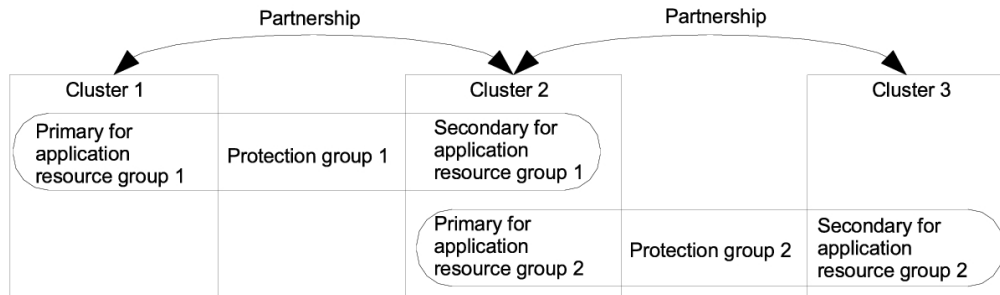 Partnership
Partnership
Cluster 1
Cluster 2
Cluster 3
Primary for
application
resource group 1
Protection group 1
Secondary for
application
resource group 1
Primary for
application
resource group 2
Protection group 2
Secondary for
application
resource group 2